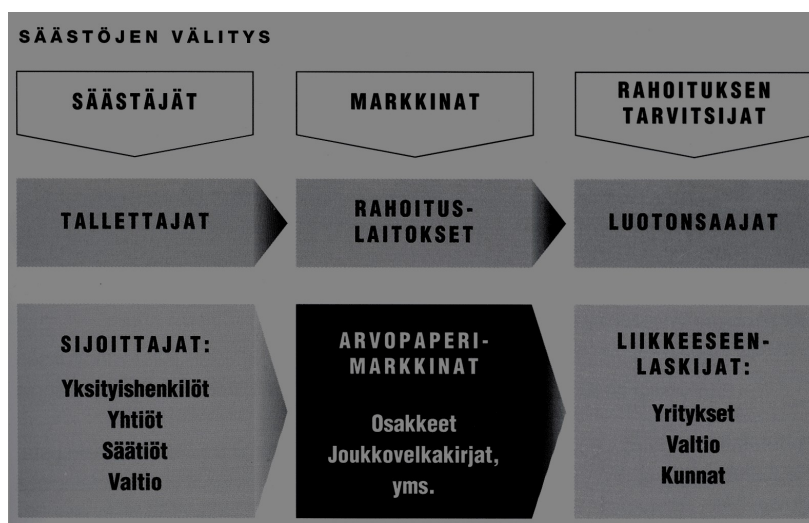 SÄÄSTÖJEN VÄLITYS
SÄÄSTÄJÄT
MARKKINAT
RAHOITUKSEN
TARVITSIJAT
TALLETTAJAT
RAHOITUS-
LAITOKSET
LUOTONSAAJAT
SIJOITTAJAT:
Yksityishenkilöt
Yhtiöt
Säätiöt
Valtio
ARVOPAPERI-
MARKKINAT
Osakkeet
Joukkovelkakirjat,
yms.
LIIKKEESEEN-
LASKIJAT:
Yritykset
Valtio
Kunnat